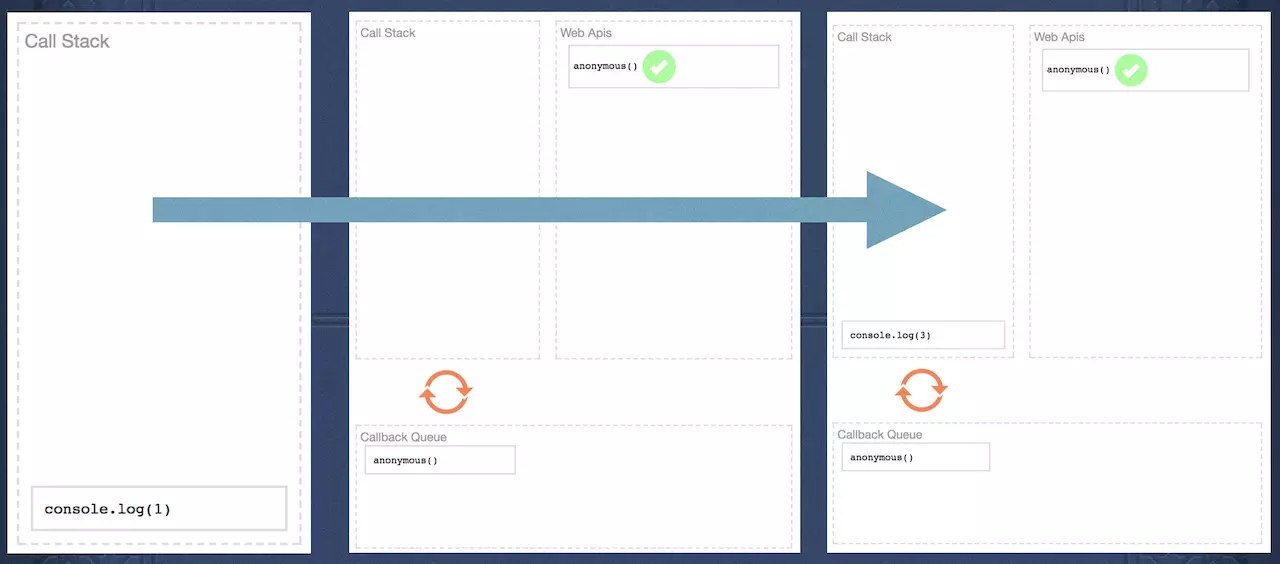 Call Stack
console.log(1)
Call Stack
Web Apis
anonymous()
Callback Queue
anonymous()
Call Stack
Web Apis
anonymous()
console.log(3)
Callback Queue
anonymous()